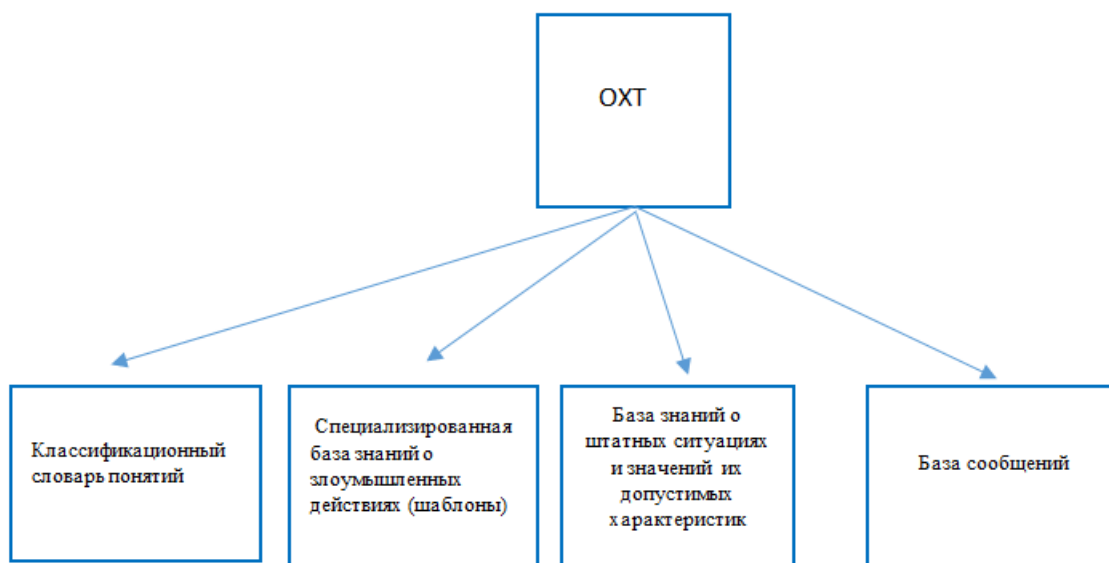 ОХТ
Классификационный
словарь понятий
Специализированная
база знаний о
злоумышленных
действиях (шаблоны)
База знаний о
штатных ситуациях
и значений их
допустимых
характеристик
База сообщений